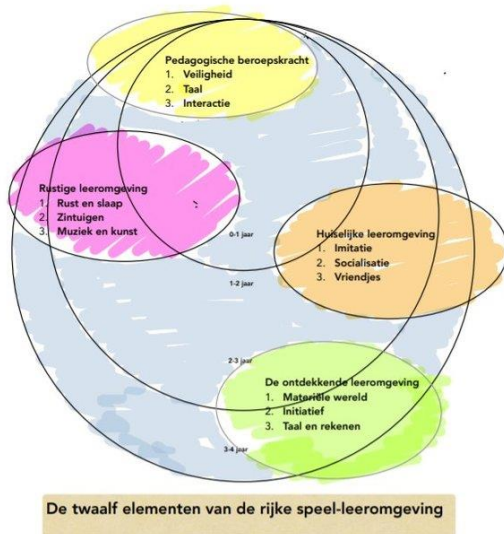 Pedagogische beroepskracht
1. Veiligheid
2. Taal
3. Interactie
Rustige leeromgeving
1. Rust en slaap
2. Zintuigen
3. Muziek en kunst
0-1 jaar
Huiselijke leeromgeving
1. Imitatie
2. Socialisatie
3. Vriendjes
1-2 jaar
2-3 jaar
De ontdekkende leeromgeving
1. Materiële wereld
2. Initiatief
3. Taal en rekenen
3-4 jaar
De twaalf elementen van de rijke speel-leeromgeving